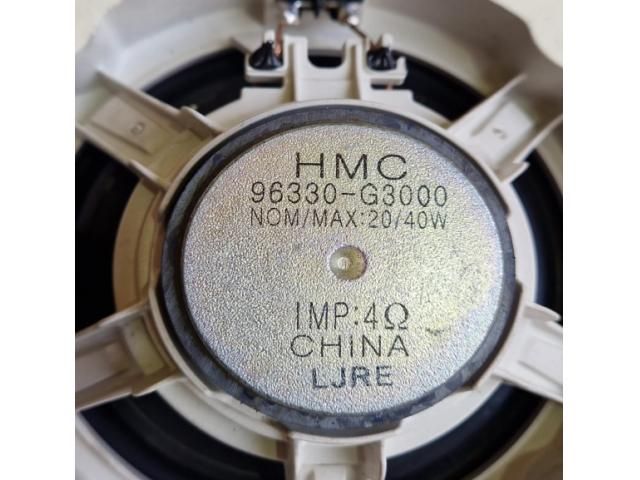 HMC
96330-G3000
NOM/MAX:20/40W
IMP:4Ω
CHINA
LJRE